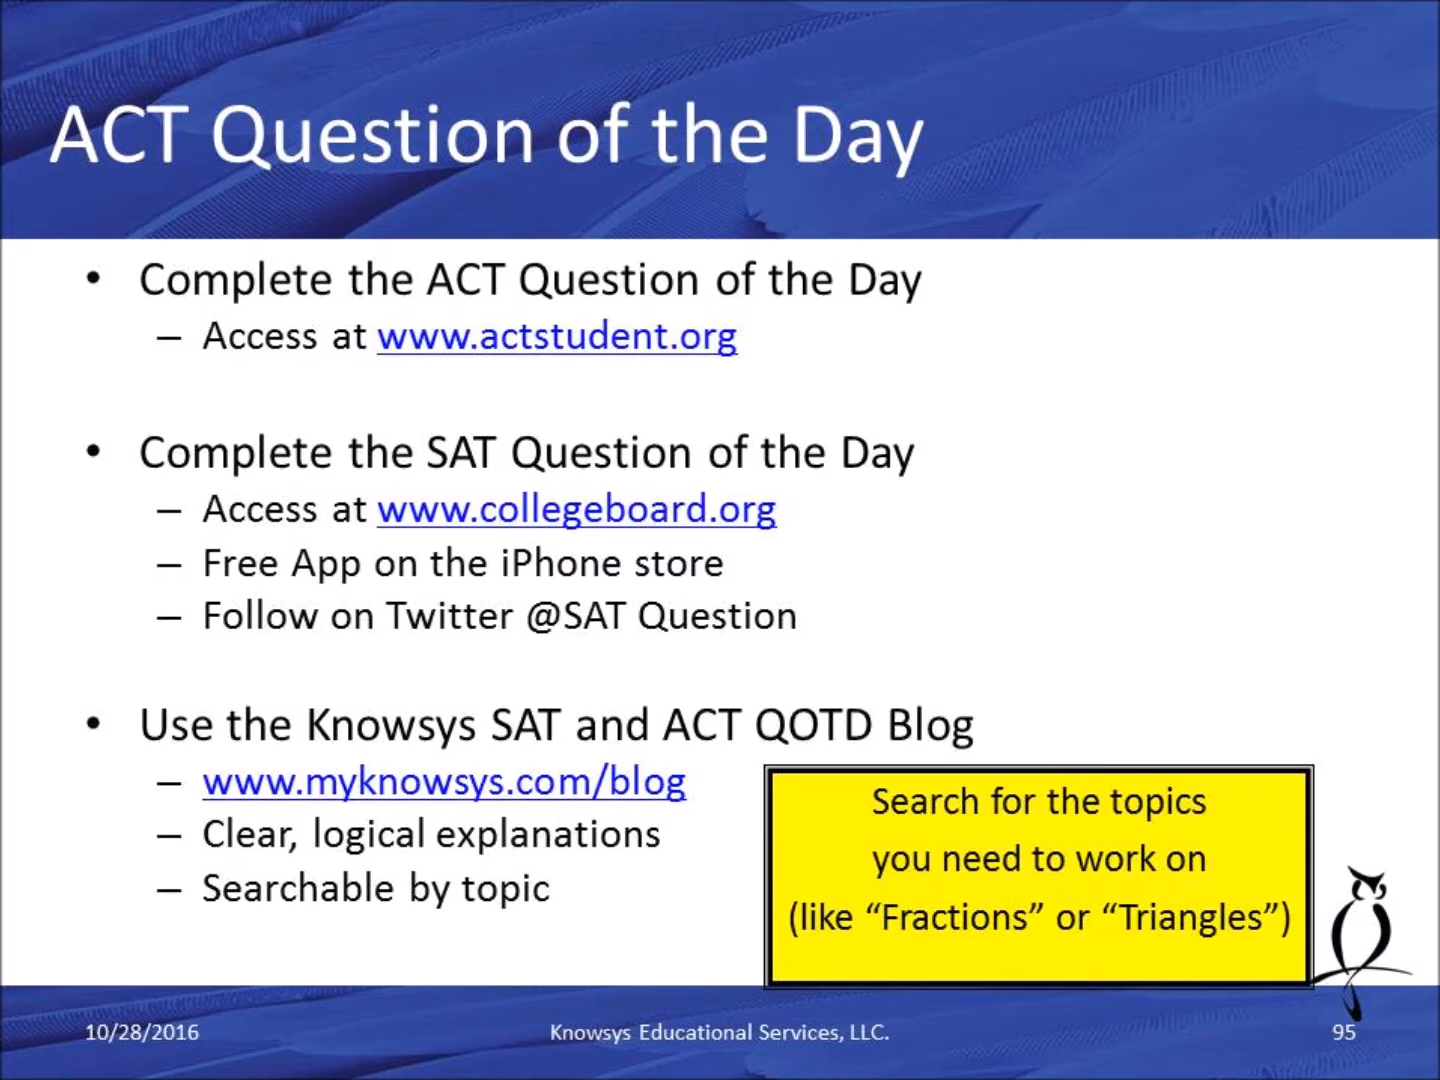 ACT Question of the Day
• Complete the ACT Question of the Day
– Access at www.actstudent.org
• Complete the SAT Question of the Day
– Access at www.collegeboard.org
– Free App on the iPhone store
– Follow on Twitter @SAT Question
• Use the Knowsys SAT and ACT QOTD Blog
– www.myknowsys.com/blog
– Clear, logical explanations
– Searchable by topic
Search for the topics
you need to work on
(like “Fractions” or “Triangles”)
10/28/2016
Knowsys Educational Services, LLC.
95